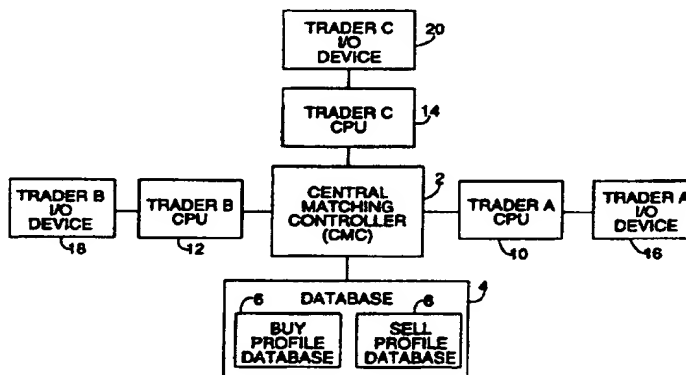 TRADER C
I/O
DEVICE
20
TRADER C
CPU
14
TRADER B
I/O
DEVICE
18
TRADER B
CPU
12
CENTRAL
MATCHING
CONTROLLER
(CMC)
2
TRADER A
CPU
10
TRADER A
I/O
DEVICE
16
DATABASE
4
6
BUY
PROFILE
DATABASE
SELL
PROFILE
DATABASE